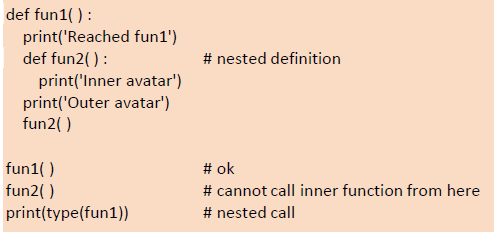 def fun1( ) :
print('Reached fun1')
def fun2( ) : # nested definition
print('Inner avatar')
print('Outer avatar')
fun2( )
fun1( ) # ok
fun2( ) # cannot call inner function from here
print(type(fun1)) # nested call